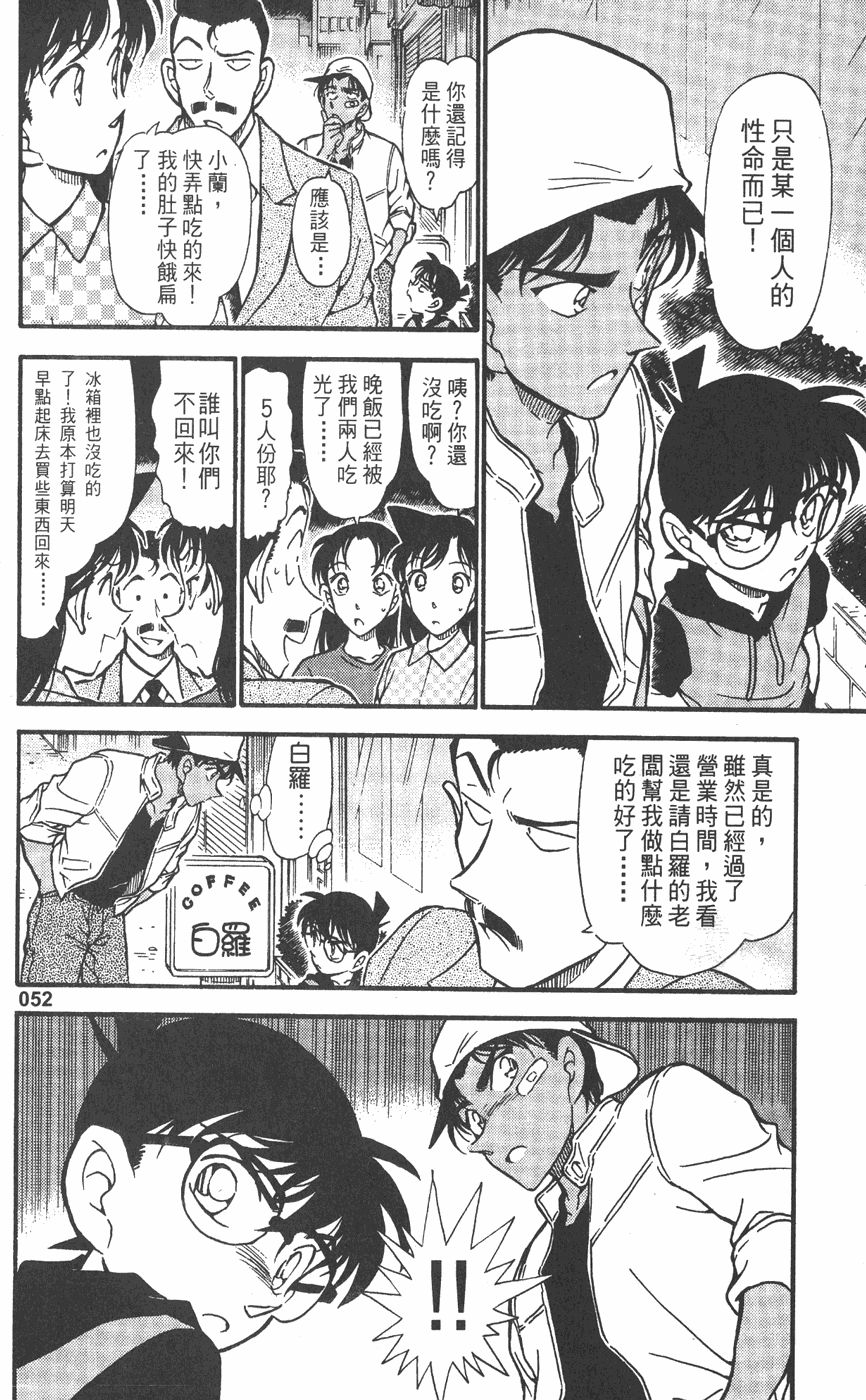 只是某一個人的
性命而已！
你還記得
是什麼嗎？
應該是…
小蘭，
快弄點吃的來！
我的肚子快餓扁
了……
咦？你還
沒吃啊？
晚飯已經被
我們兩人吃
光了……
5人份耶？
誰叫你們
不回來！
冰箱裡也沒吃的
了！我原本打算明天
早點起床去買些東西回來……
真是的，
雖然已經過了
營業時間，我看
還是請白羅的老
闆幫我做點什麼
吃的好了……
白羅……
COFFEE
白羅
052
!!